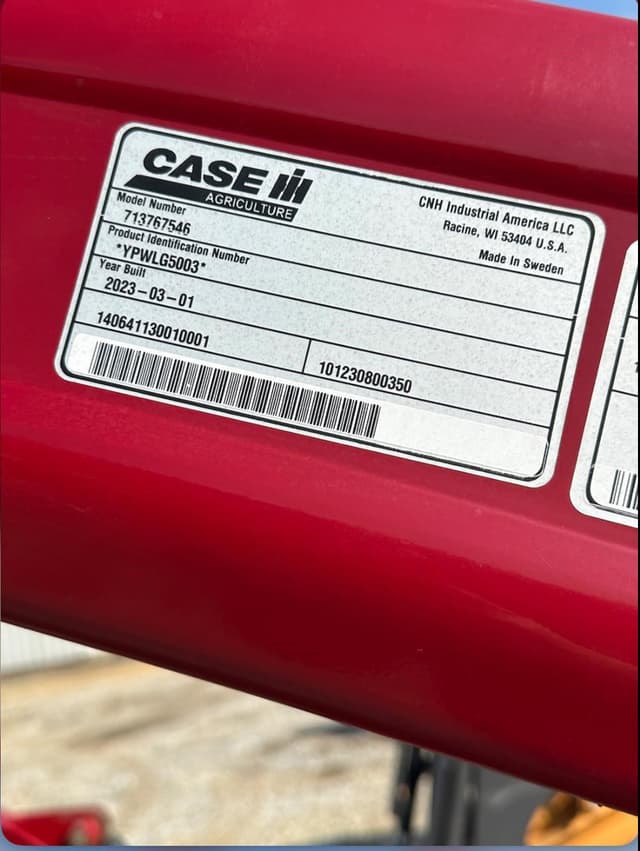 CASE IH
AGRICULTURE
CNH Industrial America LLC
Racine, WI 53404 U.S.A.
Made In Sweden
Model Number
713767546
Product Identification Number
*YPWLG5003*
Year Built
2023-03-01
140641130010001
101230800350